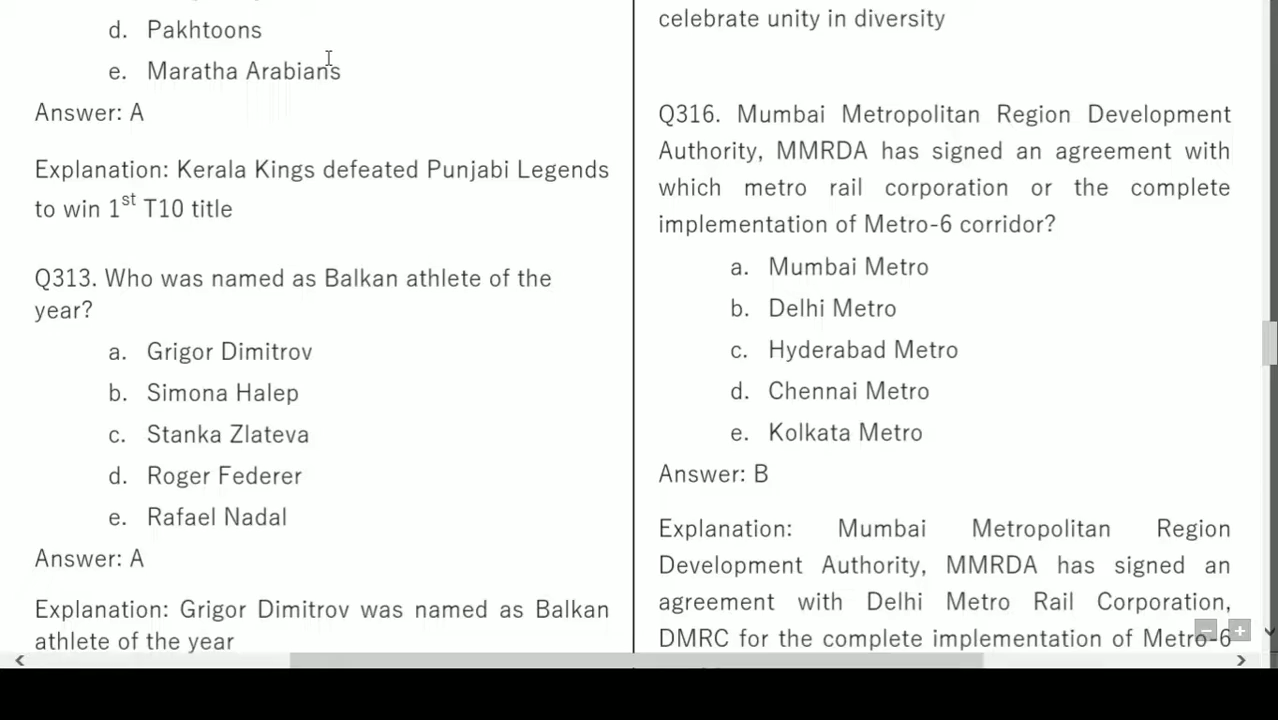 d. Pakhtoons
e. Maratha Arabians
Answer: A
Explanation: Kerala Kings defeated Punjabi Legends
to win 1st T10 title
Q313. Who was named as Balkan athlete of the
year?
a. Grigor Dimitrov
b. Simona Halep
c. Stanka Zlateva
d. Roger Federer
e. Rafael Nadal
Answer: A
Explanation: Grigor Dimitrov was named as Balkan
athlete of the year
celebrate unity in diversity
Q316. Mumbai Metropolitan Region Development
Authority, MMRDA has signed an agreement with
which metro rail corporation or the complete
implementation of Metro-6 corridor?
a. Mumbai Metro
b. Delhi Metro
c. Hyderabad Metro
d. Chennai Metro
e. Kolkata Metro
Answer: B
Explanation: Mumbai Metropolitan Region
Development Authority, MMRDA has signed an
agreement with Delhi Metro Rail Corporation,
DMRC for the complete implementation of Metro-6